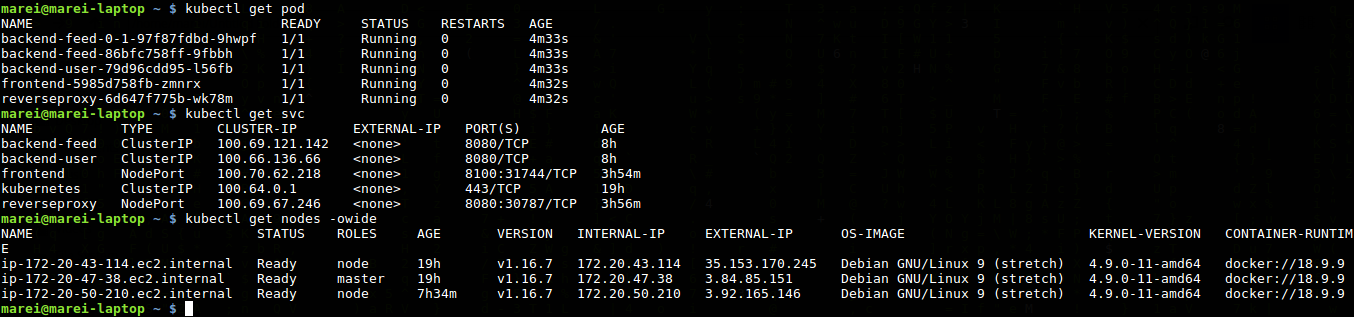 marei@marei-laptop ~ $ kubectl get pod
NAME                               READY     STATUS    RESTARTS   AGE
backend-feed-0-1-97f87fdbd-9hwpf   1/1       Running   0          4m33s
backend-feed-86bfc758ff-9fbbh      1/1       Running   0          4m33s
backend-user-79d96cdd95-l56fb      1/1       Running   0          4m33s
frontend-5985d758fb-zmnrx          1/1       Running   0          4m32s
reverseproxy-6d647f775b-wk78m      1/1       Running   0          4m32s
marei@marei-laptop ~ $ kubectl get svc
NAME           TYPE        CLUSTER-IP       EXTERNAL-IP   PORT(S)          AGE
backend-feed   ClusterIP   100.69.121.142   <none>        8080/TCP         8h
backend-user   ClusterIP   100.66.136.66    <none>        8080/TCP         8h
frontend       NodePort    100.70.62.218    <none>        8100:31744/TCP   3h54m
kubernetes     ClusterIP   100.64.0.1       <none>        443/TCP          19h
reverseproxy   NodePort    100.69.67.246    <none>        8080:30787/TCP   3h56m
marei@marei-laptop ~ $ kubectl get nodes -owide
NAME                            STATUS    ROLES     AGE       VERSION   INTERNAL-IP     EXTERNAL-IP      OS-IMAGE                       KERNEL-VERSION   CONTAINER-RUNTIM
E
ip-172-20-43-114.ec2.internal   Ready     node      19h       v1.16.7   172.20.43.114   35.153.170.245   Debian GNU/Linux 9 (stretch)   4.9.0-11-amd64   docker://18.9.9
ip-172-20-47-38.ec2.internal    Ready     master    19h       v1.16.7   172.20.47.38    3.84.85.151      Debian GNU/Linux 9 (stretch)   4.9.0-11-amd64   docker://18.9.9
ip-172-20-50-210.ec2.internal   Ready     node      7h34m     v1.16.7   172.20.50.210   3.92.165.146     Debian GNU/Linux 9 (stretch)   4.9.0-11-amd64   docker://18.9.9
marei@marei-laptop ~ $